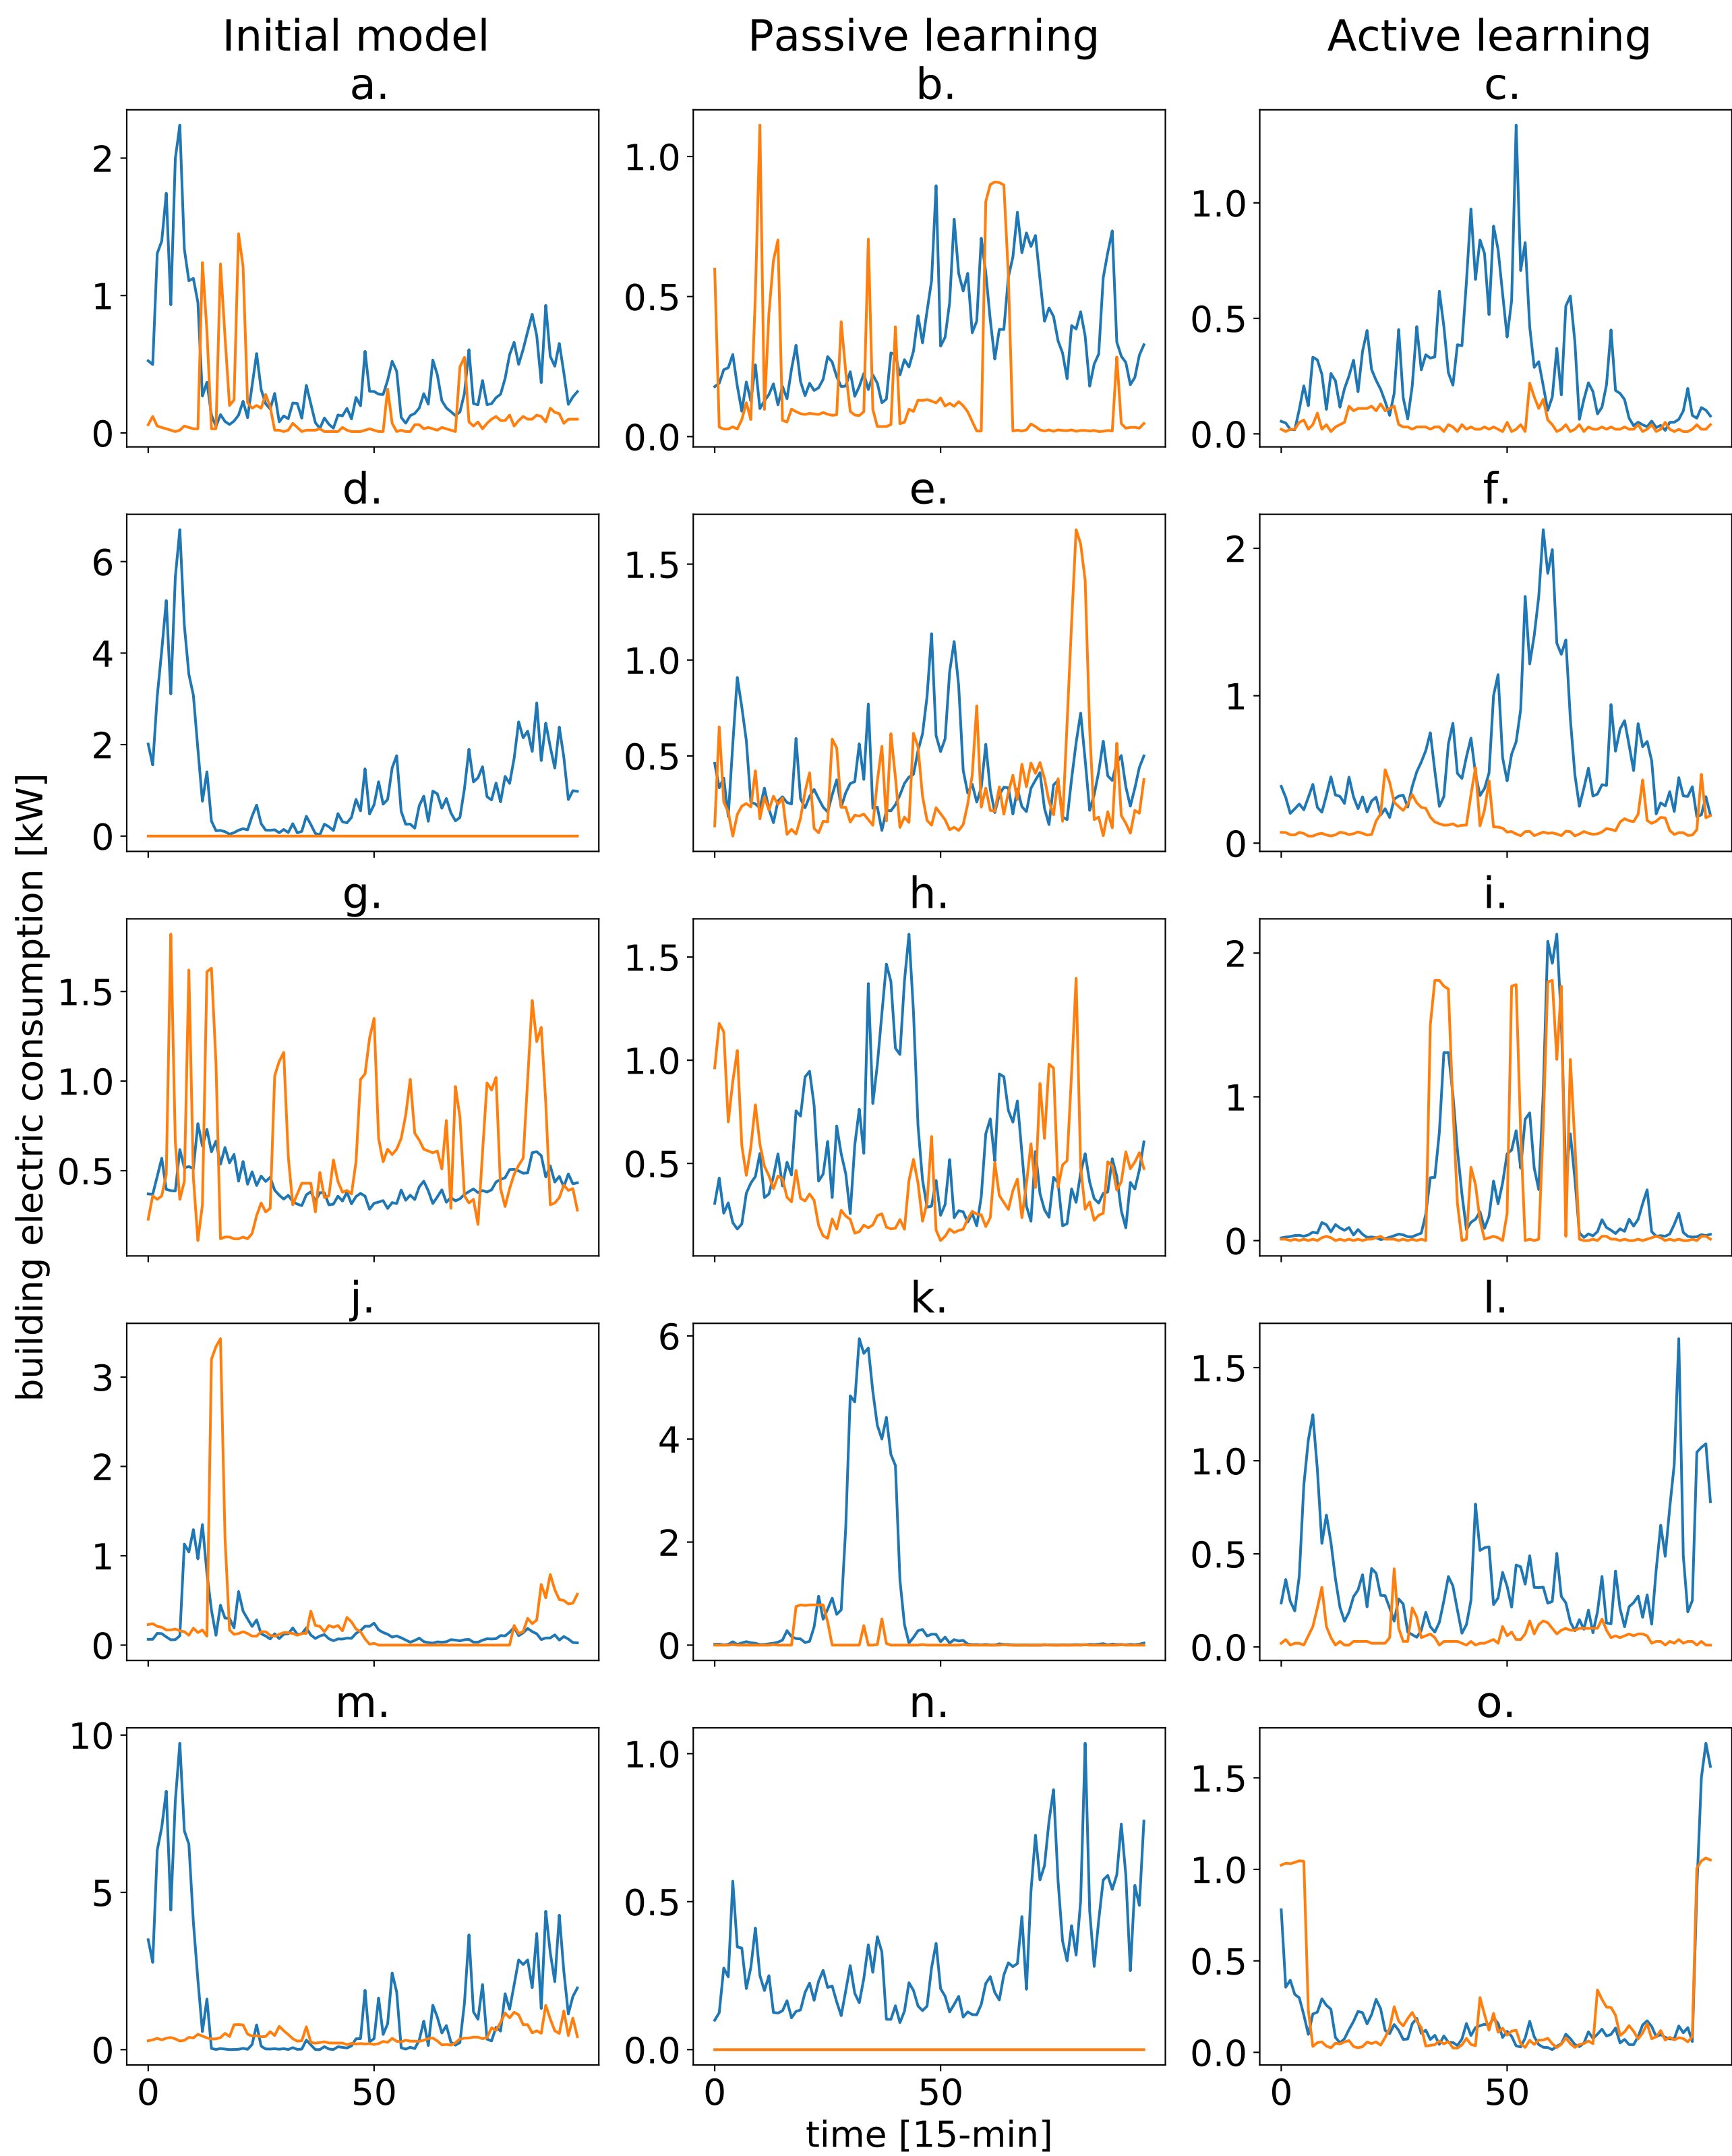 Initial model
Passive learning
Active learning
a.
b.
c.
2
1
0
1.0
0.5
0.0
1.0
0.5
0.0
d.
e.
f.
6
4
2
0
1.5
1.0
0.5
2
1
0
building electric consumption [kW]
g.
h.
i.
1.5
1.0
0.5
1.5
1.0
0.5
2
1
0
j.
k.
l.
3
2
1
0
6
4
2
0
1.5
1.0
0.5
0.0
m.
n.
o.
10
5
0
1.0
0.5
0.0
1.5
1.0
0.5
0.0
0
50
0
50
0
50
time [15-min]